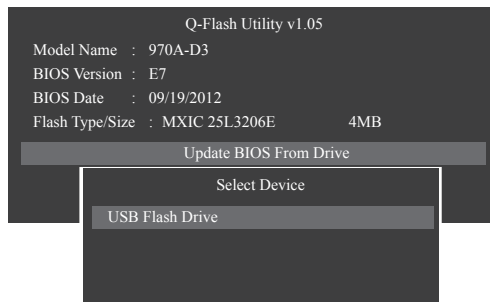 Q-Flash Utility v1.05
Model Name : 970A-D3
BIOS Version : E7
BIOS Date : 09/19/2012
Flash Type/Size : MXIC 25L3206E 4MB
Update BIOS From Drive
Select Device
USB Flash Drive